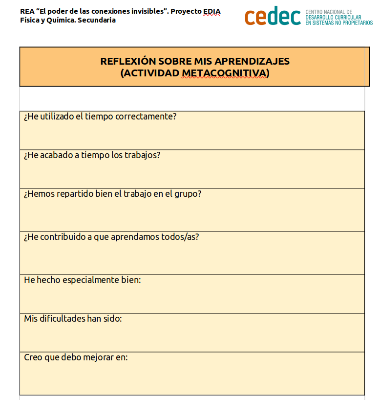 REA "El poder de las conexiones invisibles". Proyecto EDIA
Física y Química. Secundaria
cedec
CENTRO NACIONAL DE
DESARROLLO CURRICULAR
EN SISTEMAS NO PROPIETARIOS
REFLEXIÓN SOBRE MIS APRENDIZAJES
(ACTIVIDAD METACOGNITIVA)
¿He utilizado el tiempo correctamente?
¿He acabado a tiempo los trabajos?
¿Hemos repartido bien el trabajo en el grupo?
¿He contribuido a que aprendamos todos/as?
He hecho especialmente bien:
Mis dificultades han sido:
Creo que debo mejorar en: